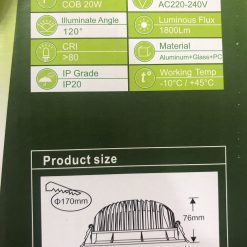 COB 20W
AC220-240V
Illuminate Angle
120°
Luminous Flux
1800Lm
CRI
>80
Material
Aluminum+Glass+PC
IP Grade
IP20
t°
Working Temp
-10°C / +45°C
Product size
Φ170mm
76mm